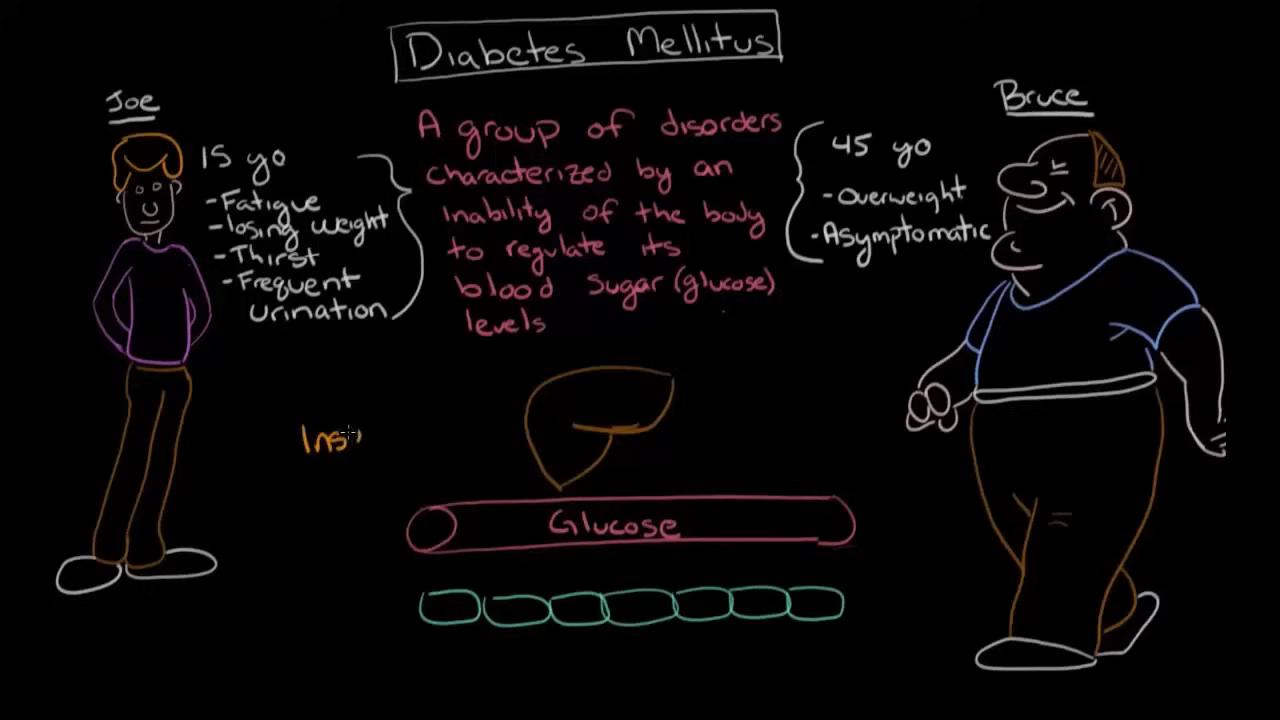 Diabetes Mellitus
Joe
15 yo
-Fatigue
-losing weight
-Thirst
-Frequent
urination
A group of disorders
characterized by an
inability of the body
to regulate its
blood sugar (glucose)
levels
Bruce
45 yo
-Overweight
-Asymptomatic
Ins
Glucose